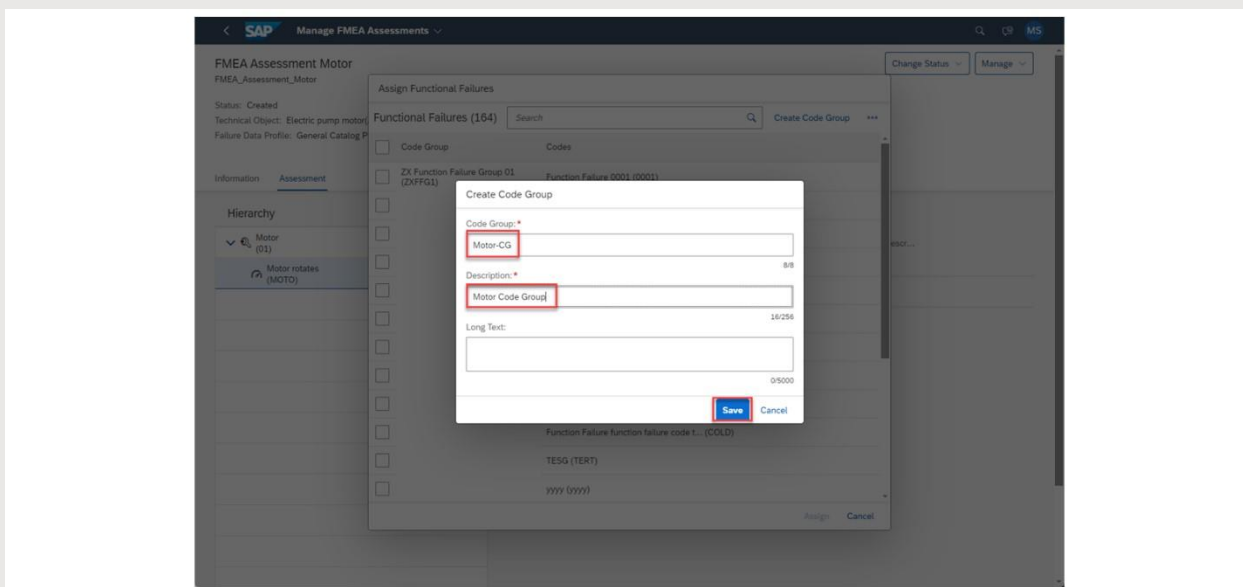 SAP Manage FMEA Assessments
MS
FMEA Assessment Motor
FMEA_Assessment_Motor
Change Status
Manage
Status: Created
Technical Object: Electric pump motor(
Failure Data Profile: General Catalog P
Information Assessment
Hierarchy
Motor
(01)
Motor rotates
(MOTO)
Assign Functional Failures
Functional Failures (164) Search Create Code Group
Code Group Codes
ZX Function Failure Group 01
(ZXFFG1)
Function Failure 0001 (0001)
Create Code Group
Code Group:*
Motor-CG
8/8
Description:*
Motor Code Group
16/256
Long Text:
0/5000
Save Cancel
Function Failure function failure code t... (COLD)
TESG (TERT)
yyyy (yyyy)
Assign Cancel